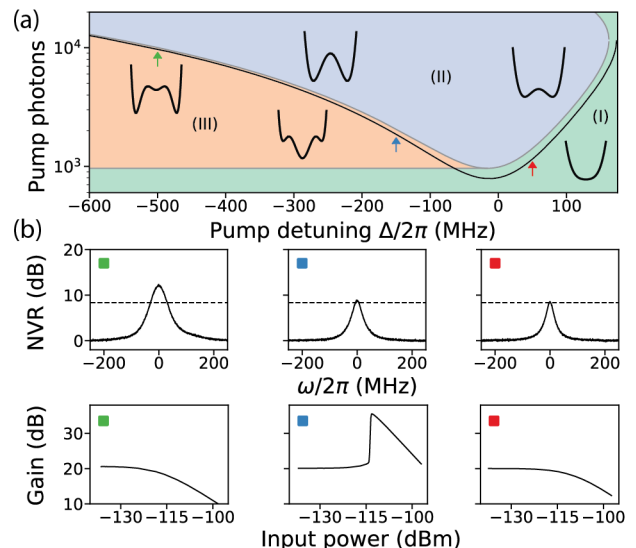 (a)
Pump photons
10⁴
10³
(II)
(I)
(III)
−600 −500 −400 −300 −200 −100 0 100
Pump detuning Δ/2π (MHz)
(b)
NVR (dB)
20
10
0
−200 0 200
−200 0 200
−200 0 200
ω/2π (MHz)
Gain (dB)
30
20
10
−130 −115 −100
−130 −115 −100
−130 −115 −100
Input power (dBm)